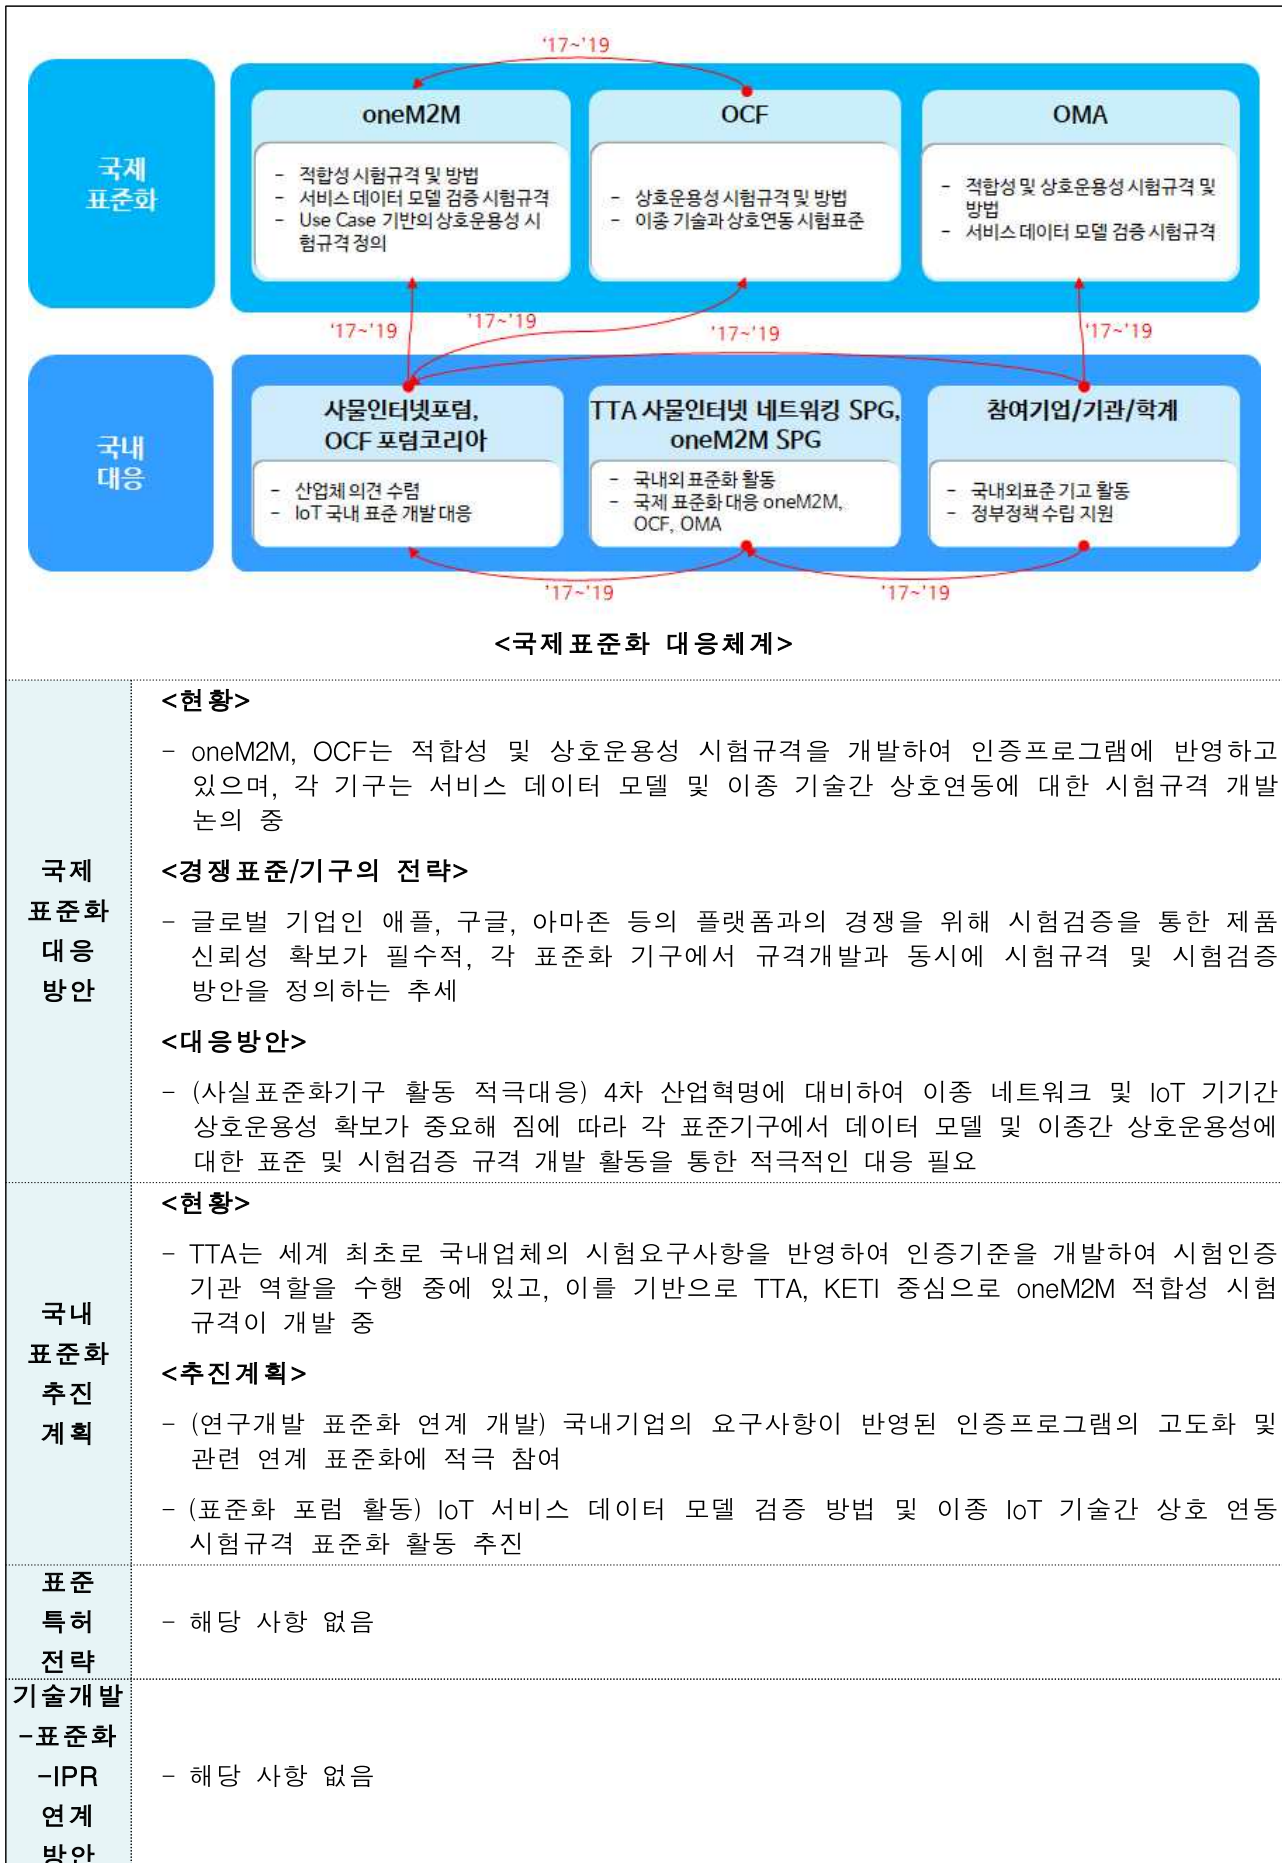 '17~'19
국제
표준화
oneM2M
- 적합성 시험규격 및 방법
- 서비스 데이터 모델 검증 시험규격
- Use Case 기반의 상호운용성 시
험규격 정의
OCF
- 상호운용성 시험규격 및 방법
- 이종 기술과 상호연동 시험표준
OMA
- 적합성 및 상호운용성 시험규격 및
방법
- 서비스 데이터 모델 검증 시험규격
'17~'19
'17~'19
'17~'19
'17~'19
국내
대응
사물인터넷포럼,
OCF 포럼코리아
- 산업체 의견 수렴
- IoT 국내 표준 개발 대응
TTA 사물인터넷 네트워킹 SPG,
oneM2M SPG
- 국내외 표준화 활동
- 국제 표준화 대응 oneM2M,
OCF, OMA
참여기업/기관/학계
- 국내외표준 기고 활동
- 정부정책 수립 지원
'17~'19
'17~'19
<국제표준화 대응체계>
국제
표준화
대응
방안
<현황>
- oneM2M, OCF는 적합성 및 상호운용성 시험규격을 개발하여 인증프로그램에 반영하고
있으며, 각 기구는 서비스 데이터 모델 및 이종 기술간 상호연동에 대한 시험규격 개발
논의 중
<경쟁표준/기구의 전략>
- 글로벌 기업인 애플, 구글, 아마존 등의 플랫폼과의 경쟁을 위해 시험검증을 통한 제품
신뢰성 확보가 필수적, 각 표준화 기구에서 규격개발과 동시에 시험규격 및 시험검증
방안을 정의하는 추세
<대응방안>
- (사실표준화기구 활동 적극대응) 4차 산업혁명에 대비하여 이종 네트워크 및 IoT 기기간
상호운용성 확보가 중요해 짐에 따라 각 표준기구에서 데이터 모델 및 이종간 상호운용성에
대한 표준 및 시험검증 규격 개발 활동을 통한 적극적인 대응 필요
국내
표준화
추진
계획
<현황>
- TTA는 세계 최초로 국내업체의 시험요구사항을 반영하여 인증기준을 개발하여 시험인증
기관 역할을 수행 중에 있고, 이를 기반으로 TTA, KETI 중심으로 oneM2M 적합성 시험
규격이 개발 중
<추진계획>
- (연구개발 표준화 연계 개발) 국내기업의 요구사항이 반영된 인증프로그램의 고도화 및
관련 연계 표준화에 적극 참여
- (표준화 포럼 활동) IoT 서비스 데이터 모델 검증 방법 및 이종 IoT 기술간 상호 연동
시험규격 표준화 활동 추진
표준
특허
전략
- 해당 사항 없음
기술개발
-표준화
-IPR
연계
방안
- 해당 사항 없음